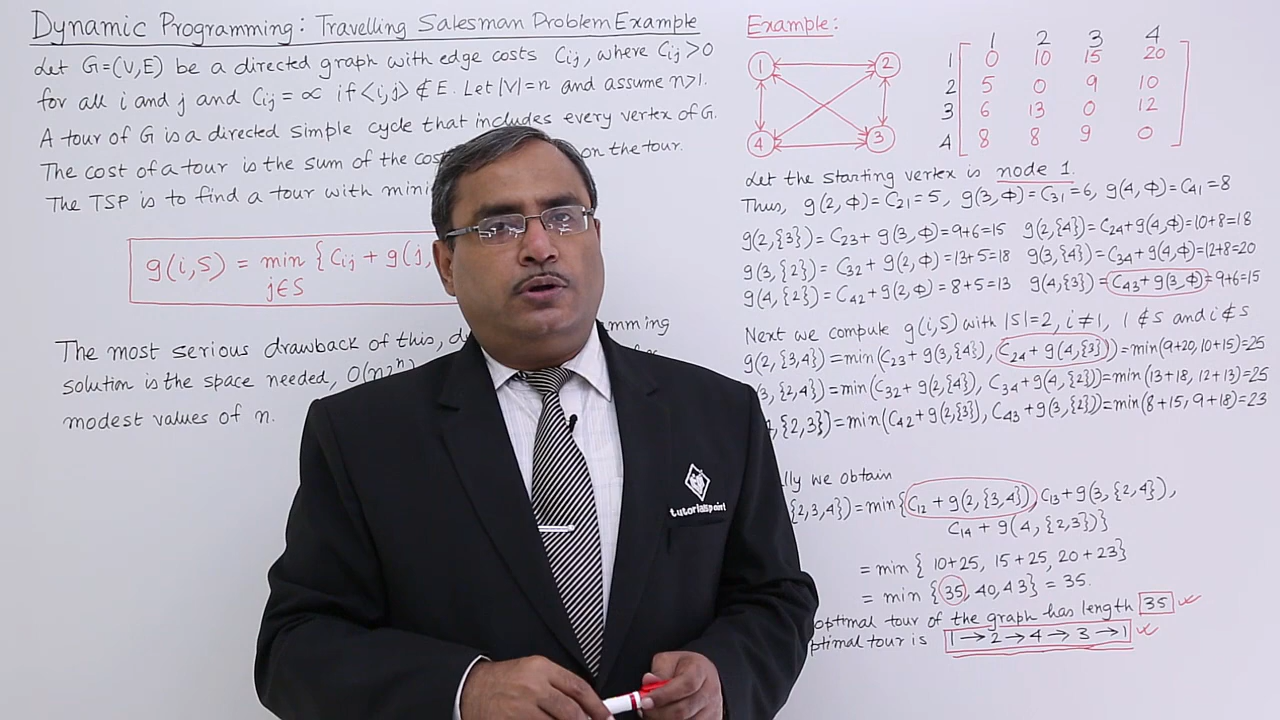 Dynamic Programming: Travelling Salesman Problem Example
Let G=(V,E) be a directed graph with edge costs Cij, where Cij>0
for all i and j and Cij = ∝ if <i,j> ∉ E. Let |V|=n and assume n>1.
A tour of G is a directed simple cycle that includes every vertex of G.
The cost of a tour is the sum of the cos on the tour.
The TSP is to find a tour with mini
g(i,S) = min {Cij + g(j,
j∈S
The most serious drawback of this, d mming
solution is the space needed, O(n2ⁿ)
modest values of n.
Example:
1 2
4 3
1 2 3 4
1 0 10 15 20
2 5 0 9 10
3 6 13 0 12
4 8 8 9 0
Let the starting vertex is node 1.
Thus, g(2,Φ)=C21=5, g(3,Φ)=C31=6, g(4,Φ)=C41=8
g(2,{3})=C23+g(3,Φ)=9+6=15 g(2,{4})=C24+g(4,Φ)=10+8=18
g(3,{2})=C32+g(2,Φ)=13+5=18 g(3,{4})=C34+g(4,Φ)=12+8=20
g(4,{2})=C42+g(2,Φ)=8+5=13 g(4,{3})=C43+g(3,Φ)=9+6=15
Next we compute g(i,S) with |S|=2, i≠1, 1∉S and i∉S
g(2,{3,4})=min(C23+g(3,{4}), C24+g(4,{3}))=min(9+20, 10+15)=25
(3,{2,4})=min(C32+g(2,{4}), C34+g(4,{2}))=min(13+18, 12+13)=25
{2,3})=min(C42+g(2,{3}), C43+g(3,{2}))=min(8+15, 9+18)=23
lly we obtain
{2,3,4})=min{C12+g(2,{3,4}), C13+g(3,{2,4}),
C14+g(4,{2,3})}
= min{10+25, 15+25, 20+23}
= min{35, 40, 43} = 35.
optimal tour of the graph has length 35
ptimal tour is 1→2→4→3→1
tutorialspoint